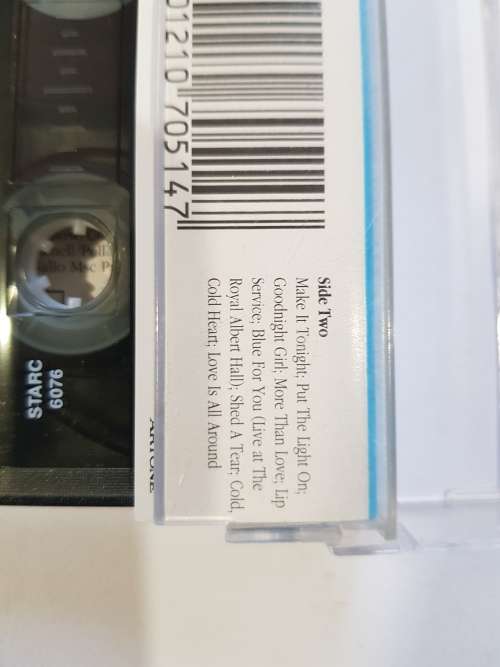 01210 705147
Side Two
Make It Tonight; Put The Light On;
Goodnight Girl; More Than Love; Lip
Service; Blue For You (Live at The
Royal Albert Hall); Shed A Tear; Cold,
Cold Heart; Love Is All Around
STARC
6076